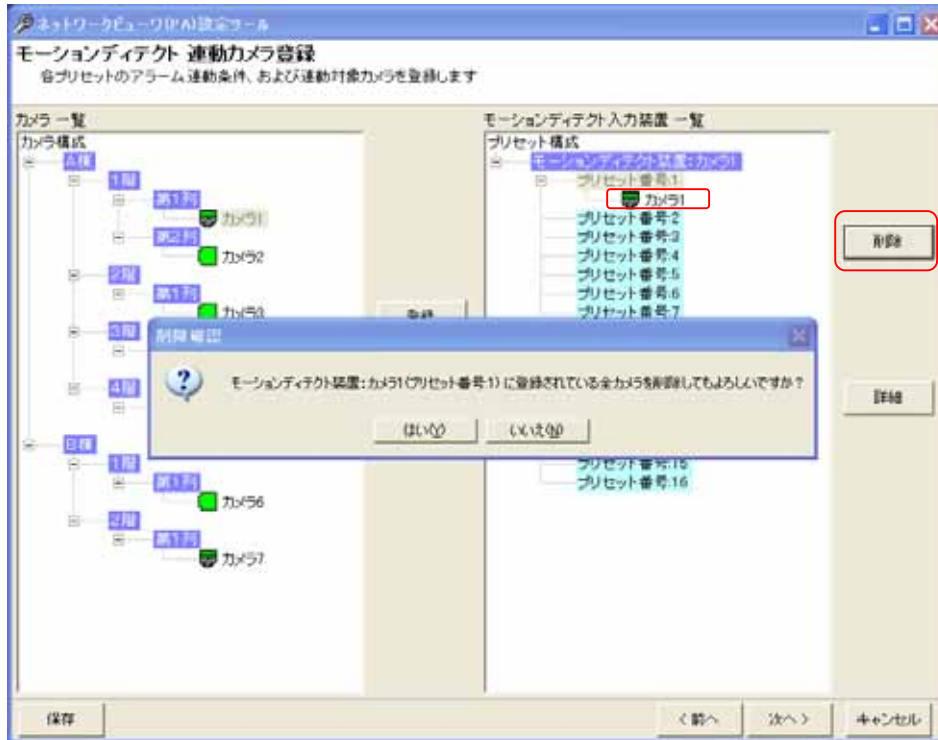 ネットワークビューワ(PA)設定ツール
モーションディテクト 連動カメラ登録
各プリセットのアラーム連動条件、および連動対象カメラを登録します
カメラ 一覧
カメラ構成
A棟
1階
第1列
カメラ1
第2列
カメラ2
2階
第1列
カメラ3
3階
4階
B棟
1階
第1列
カメラ6
2階
第1列
カメラ7
登録
モーションディテクト入力装置 一覧
プリセット構成
モーションディテクト装置:カメラ1
プリセット番号:1
カメラ1
プリセット番号:2
プリセット番号:3
プリセット番号:4
プリセット番号:5
プリセット番号:6
プリセット番号:7
プリセット番号:15
プリセット番号:16
削除
詳細
削除確認
モーションディテクト装置:カメラ1(プリセット番号:1) に登録されている全カメラを削除してもよろしいですか?
はい(Y)
いいえ(N)
保存
< 前へ
次へ >
キャンセル